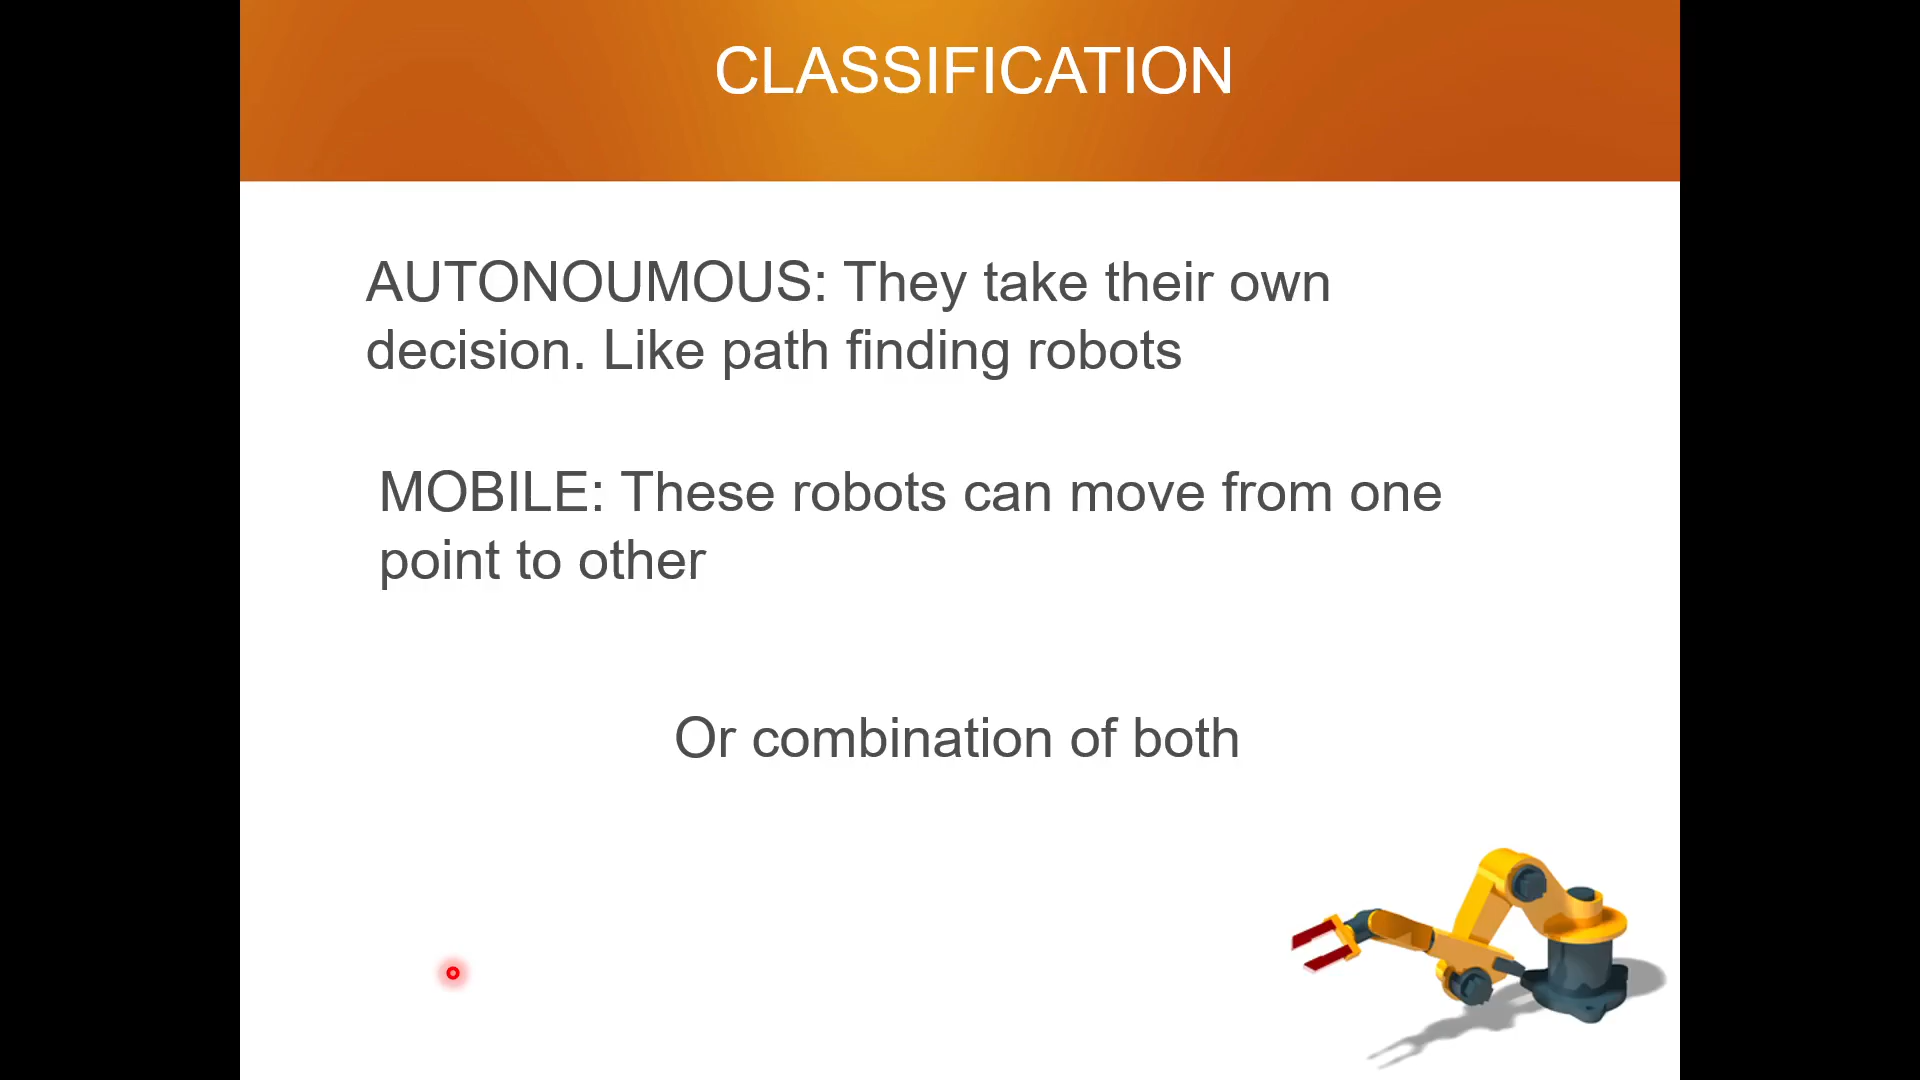 CLASSIFICATION
AUTONOUMOUS: They take their own
decision. Like path finding robots
MOBILE: These robots can move from one
point to other
Or combination of both